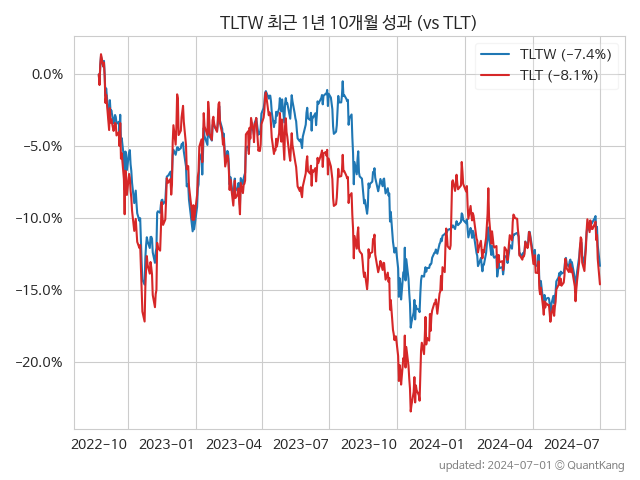 TLTW 최근 1년 10개월 성과 (vs TLT)
TLTW (−7.4%)
TLT (−8.1%)
0.0%
−5.0%
−10.0%
−15.0%
−20.0%
2022−10 2023−01 2023−04 2023−07 2023−10 2024−01 2024−04 2024−07
updated: 2024-07-01 © QuantKang